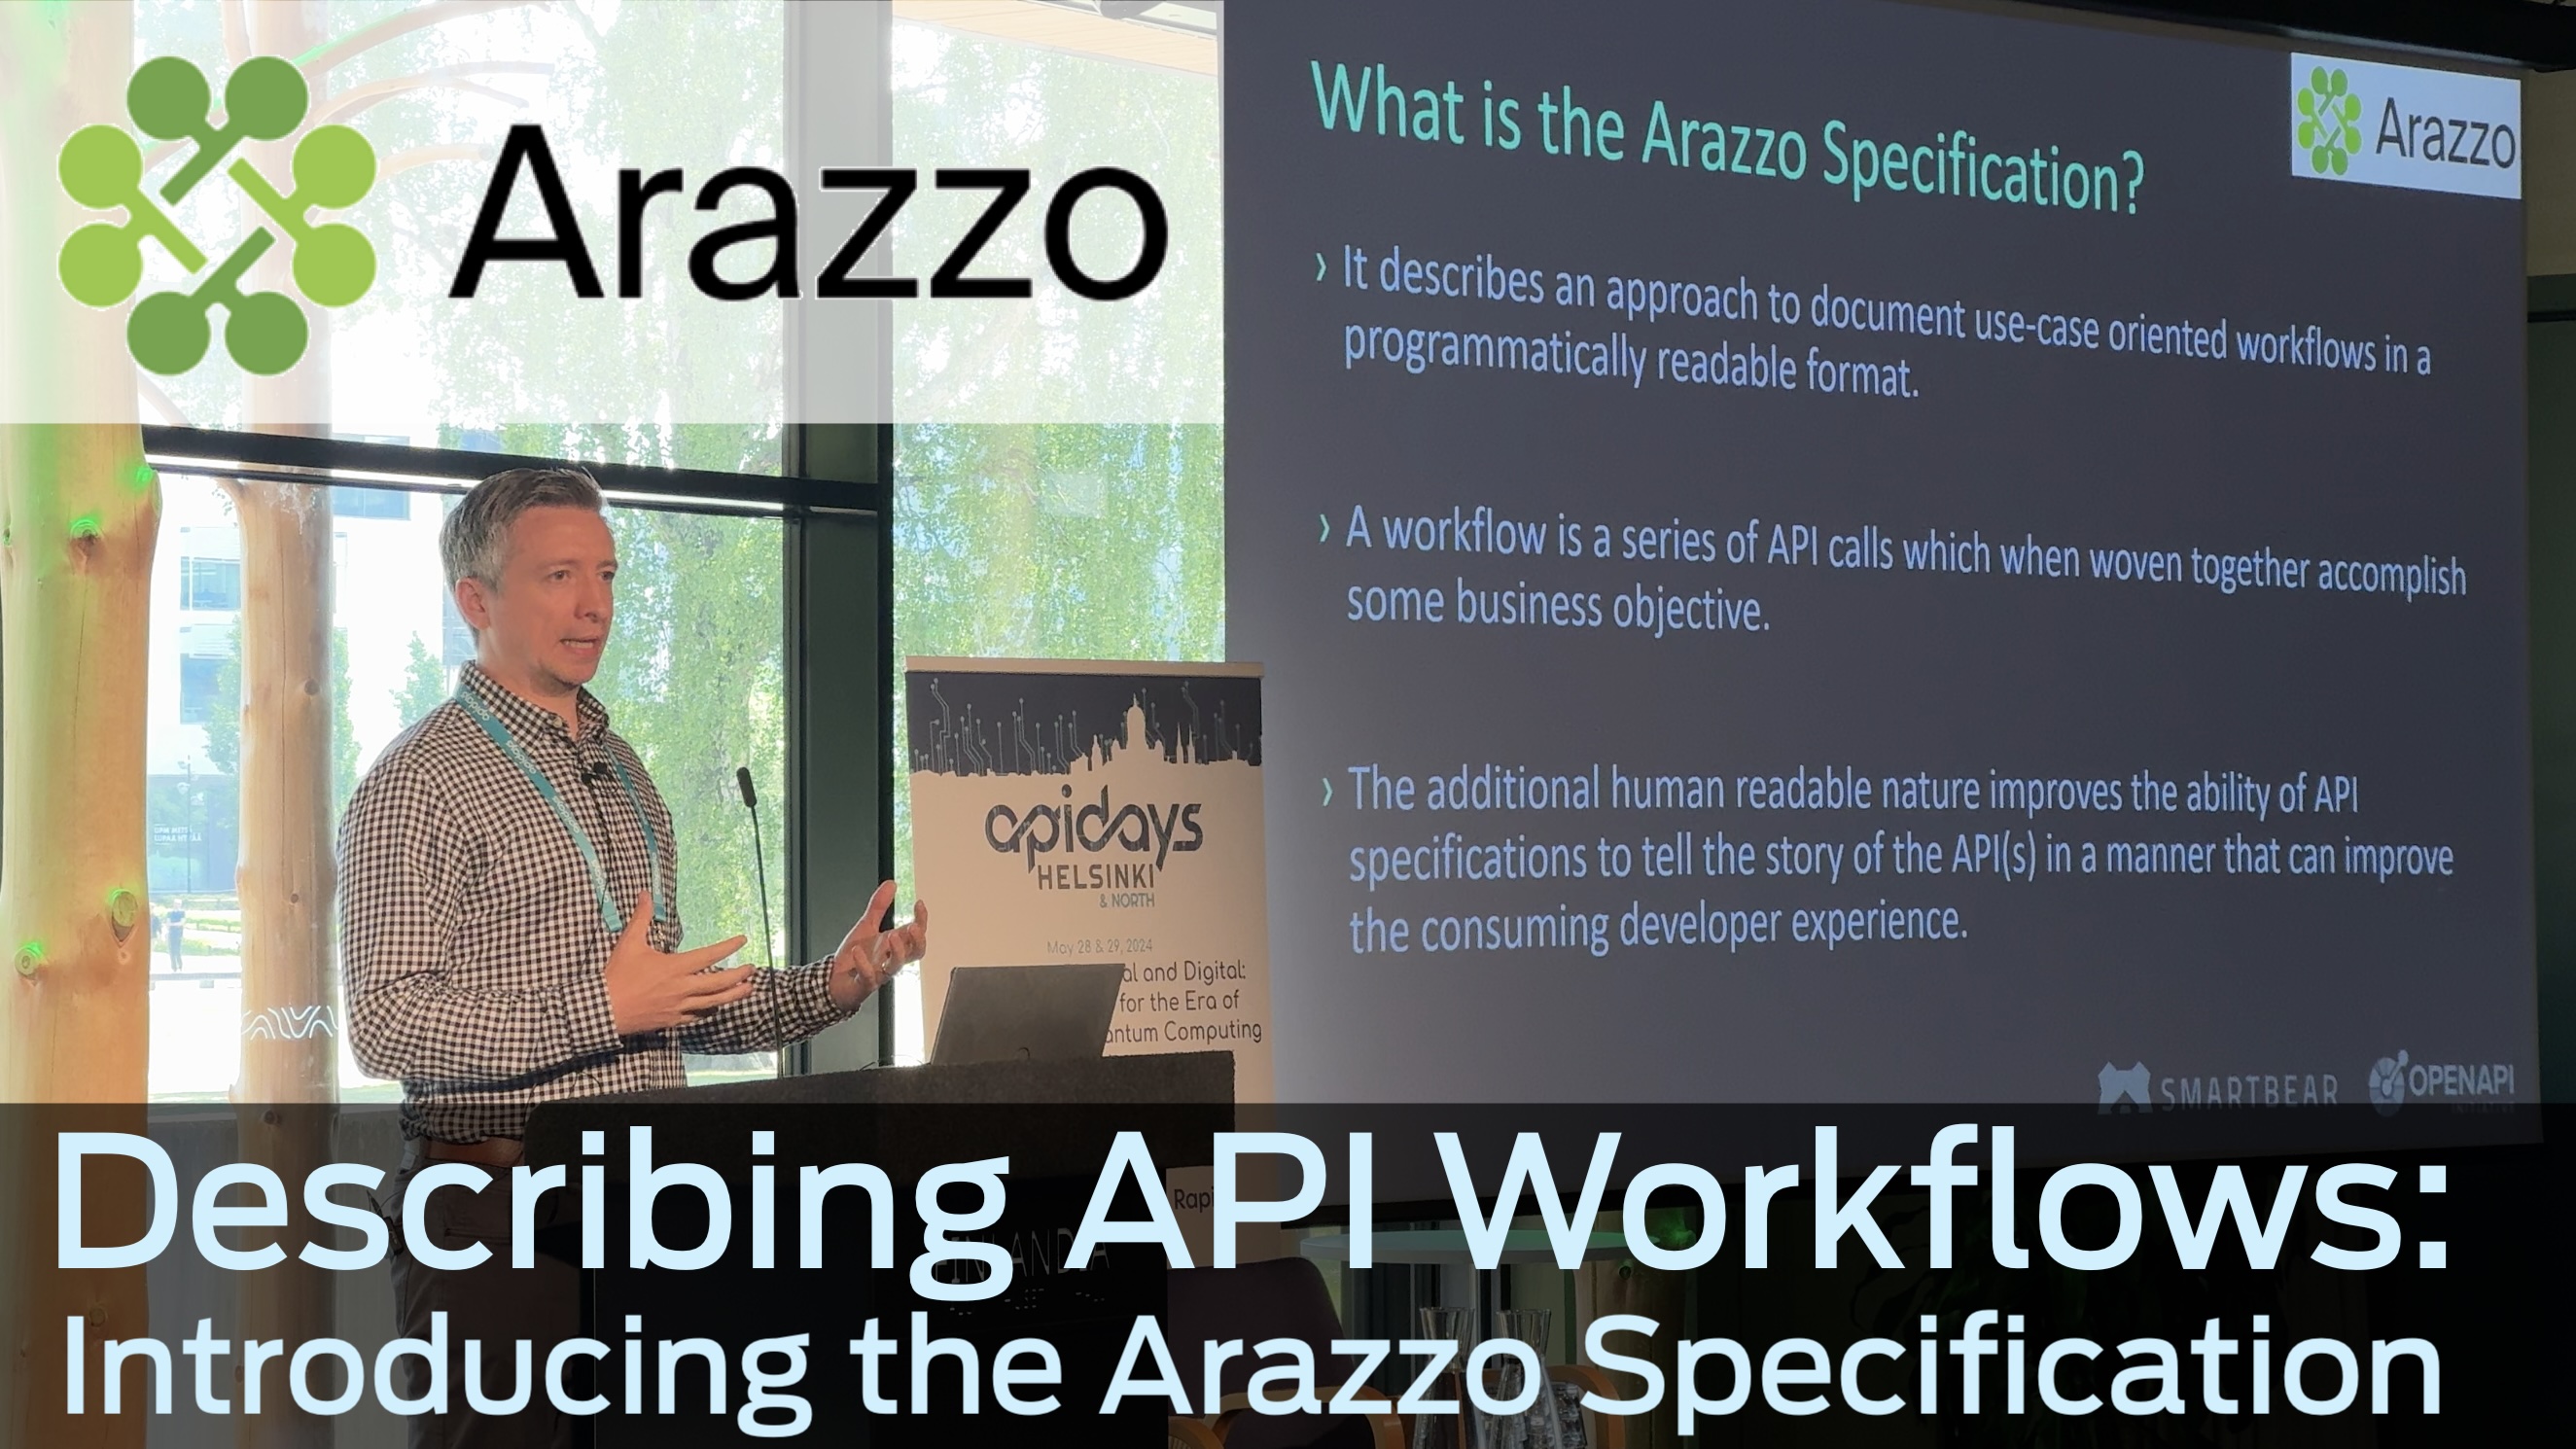 Arazzo
What is the Arazzo Specification?
Arazzo
› It describes an approach to document use-case oriented workflows in a
programmatically readable format.
› A workflow is a series of API calls which when woven together accomplish
some business objective.
› The additional human readable nature improves the ability of API
specifications to tell the story of the API(s) in a manner that can improve
the consuming developer experience.
SMARTBEAR
OPENAPI
INITIATIVE
apidays
HELSINKI
& NORTH
May 28 & 29, 2024
al and Digital:
for the Era of
ntum Computing
Rapi
FINLANDIA
Describing API Workflows:
Introducing the Arazzo Specification